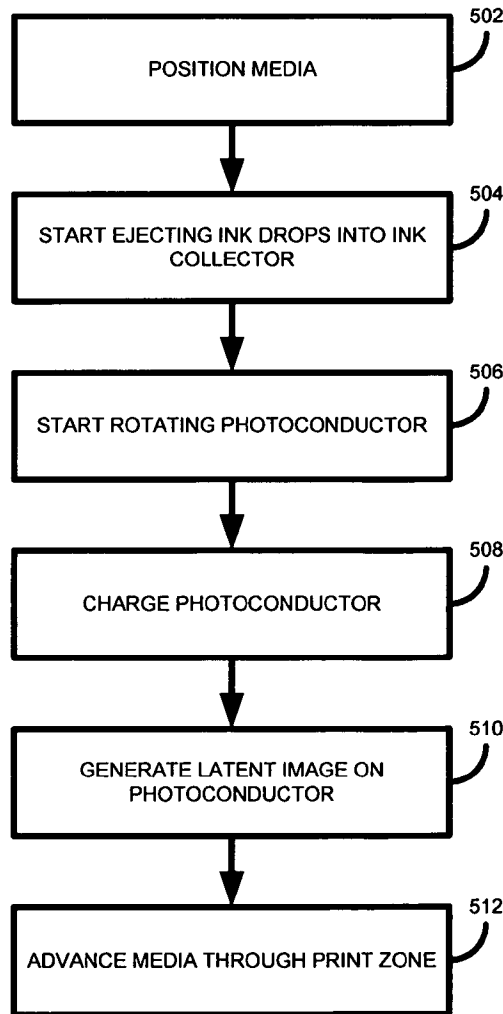 502
POSITION MEDIA
504
START EJECTING INK DROPS INTO INK
COLLECTOR
506
START ROTATING PHOTOCONDUCTOR
508
CHARGE PHOTOCONDUCTOR
510
GENERATE LATENT IMAGE ON
PHOTOCONDUCTOR
512
ADVANCE MEDIA THROUGH PRINT ZONE